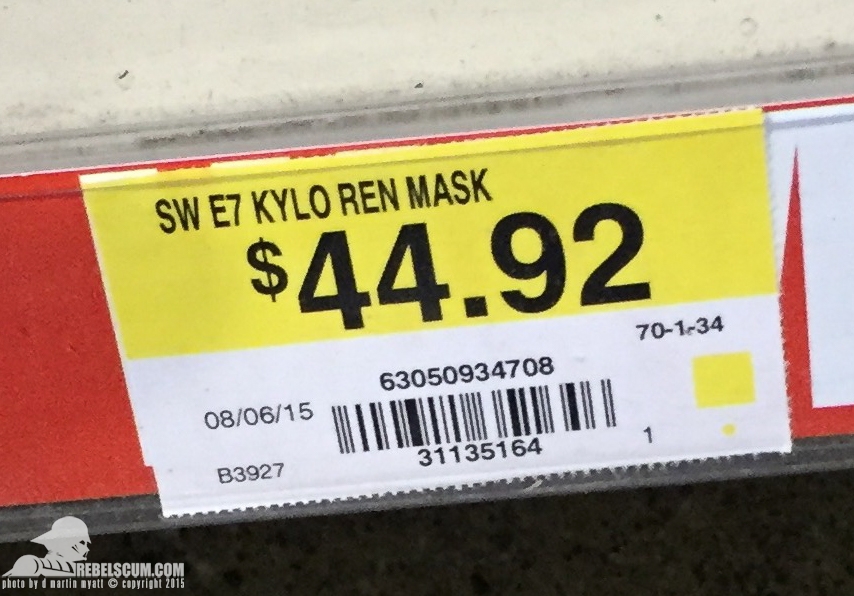 SW E7 KYLO REN MASK
$44.92
70-1-34
63050934708
08/06/15
31135164
1
B3927
REBELSCUM.COM
photo by d martin myatt © copyright 2015